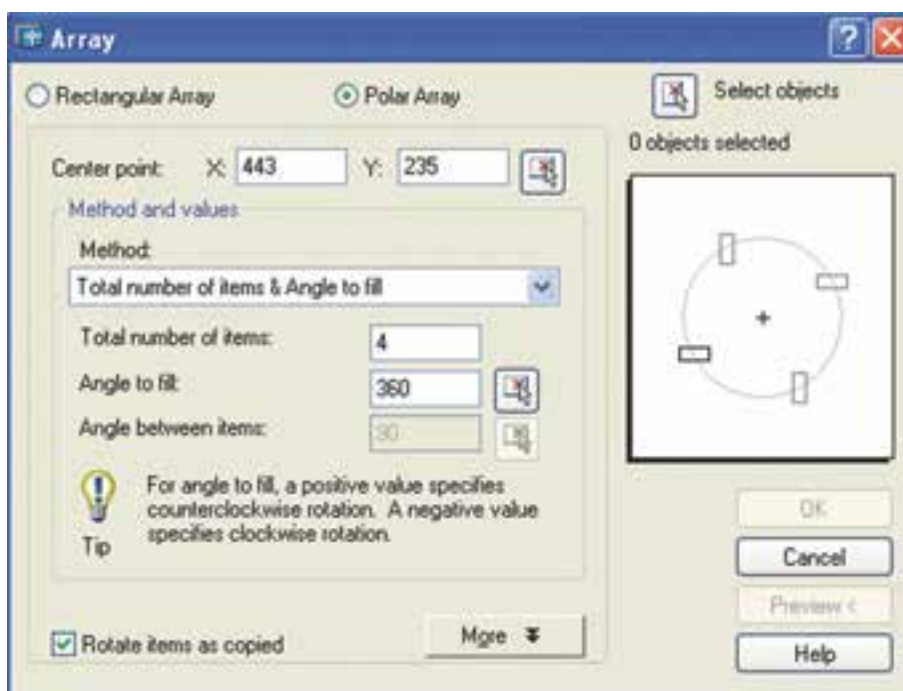 Array
Rectangular Array
Polar Array
Select objects
0 objects selected
Center point: X: 443 Y: 235
Method and values
Method:
Total number of items & Angle to fill
Total number of items: 4
Angle to fill: 360
Angle between items: 90
For angle to fill, a positive value specifies
counterclockwise rotation. A negative value
specifies clockwise rotation.
Tip
OK
Cancel
Preview <
Help
Rotate items as copied
More